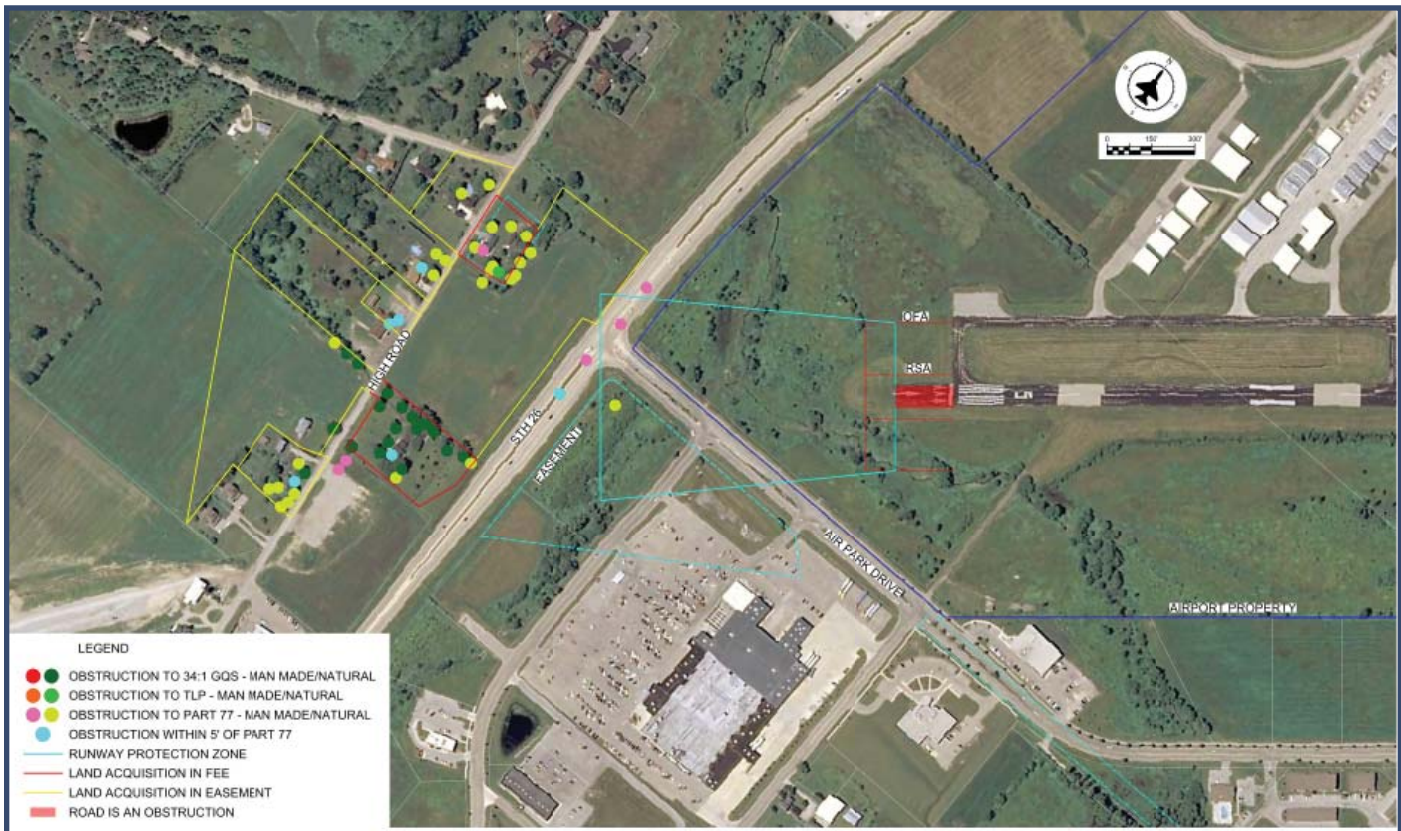 N
0 150' 300'
OFA
RSA
HIGH ROAD
STH 26
EASEMENT
AIR PARK DRIVE
AIRPORT PROPERTY
LEGEND
OBSTRUCTION TO 34:1 GQS - MAN MADE/NATURAL
OBSTRUCTION TO TLP - MAN MADE/NATURAL
OBSTRUCTION TO PART 77 - MAN MADE/NATURAL
OBSTRUCTION WITHIN 5' OF PART 77
RUNWAY PROTECTION ZONE
LAND ACQUISITION IN FEE
LAND ACQUISITION IN EASEMENT
ROAD IS AN OBSTRUCTION